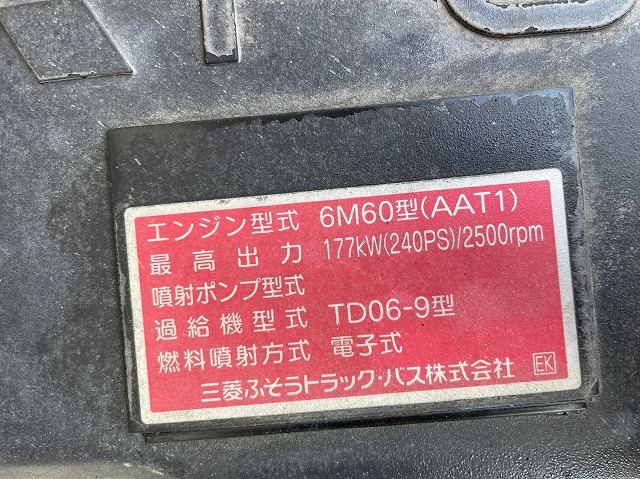 エンジン型式 6M60型(AAT1)
最高出力 177kW(240PS)/2500rpm
噴射ポンプ型式
過給機型式 TD06-9型
燃料噴射方式 電子式
三菱ふそうトラック・バス株式会社 EK